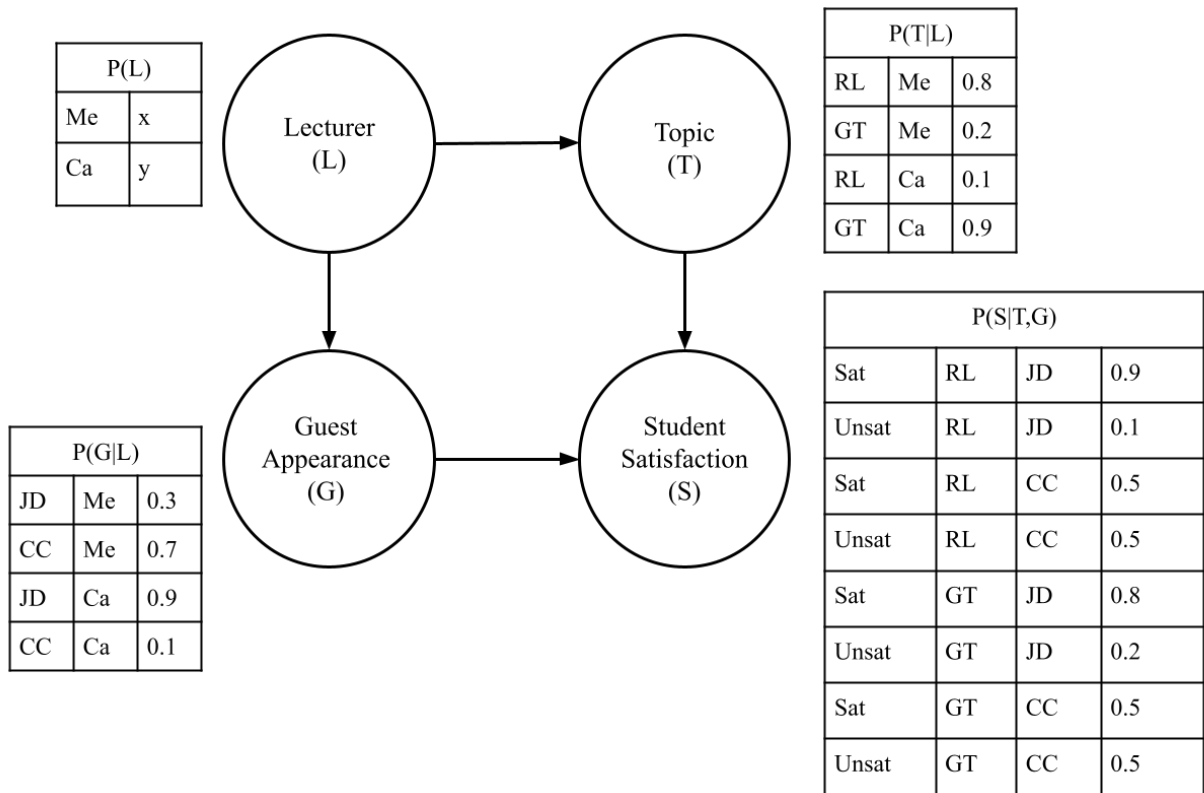 P(L)
Me x
Ca y
Lecturer
(L)
Topic
(T)
P(T|L)
RL Me 0.8
GT Me 0.2
RL Ca 0.1
GT Ca 0.9
P(G|L)
JD Me 0.3
CC Me 0.7
JD Ca 0.9
CC Ca 0.1
Guest
Appearance
(G)
Student
Satisfaction
(S)
P(S|T,G)
Sat RL JD 0.9
Unsat RL JD 0.1
Sat RL CC 0.5
Unsat RL CC 0.5
Sat GT JD 0.8
Unsat GT JD 0.2
Sat GT CC 0.5
Unsat GT CC 0.5